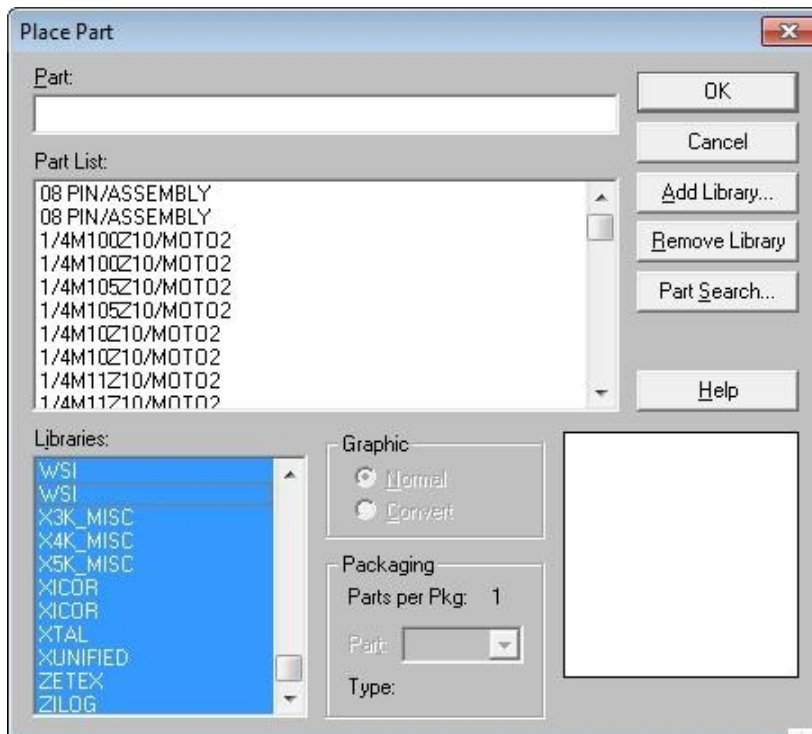 Place Part
Part:
OK
Cancel
Part List:
08 PIN/ASSEMBLY
08 PIN/ASSEMBLY
1/4M100Z10/MOTO2
1/4M100Z10/MOTO2
1/4M105Z10/MOTO2
1/4M105Z10/MOTO2
1/4M10Z10/MOTO2
1/4M10Z10/MOTO2
1/4M11Z10/MOTO2
1/4M11Z10/MOTO2
Add Library...
Remove Library
Part Search...
Help
Libraries:
WSI
WSI
X3K_MISC
X4K_MISC
X5K_MISC
XICOR
XICOR
XTAL
XUNIFIED
ZETEX
ZILOG
Graphic
Normal
Convert
Packaging
Parts per Pkg: 1
Part:
Type: